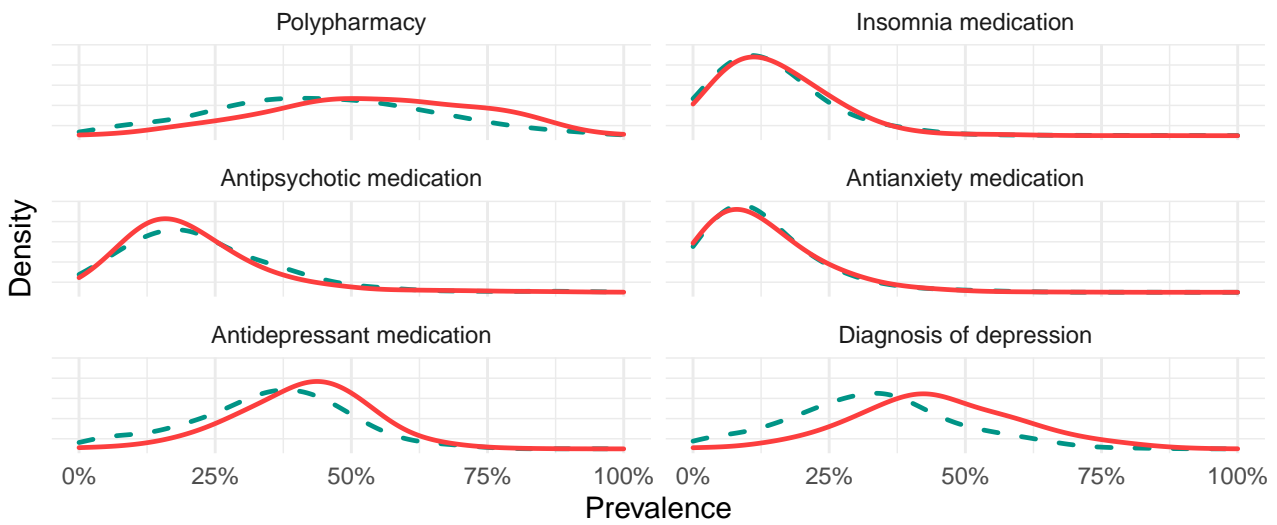 Polypharmacy
Insomnia medication
Antipsychotic medication
Antianxiety medication
Density
Antidepressant medication
Diagnosis of depression
0% 25% 50% 75% 100%
0% 25% 50% 75% 100%
Prevalence